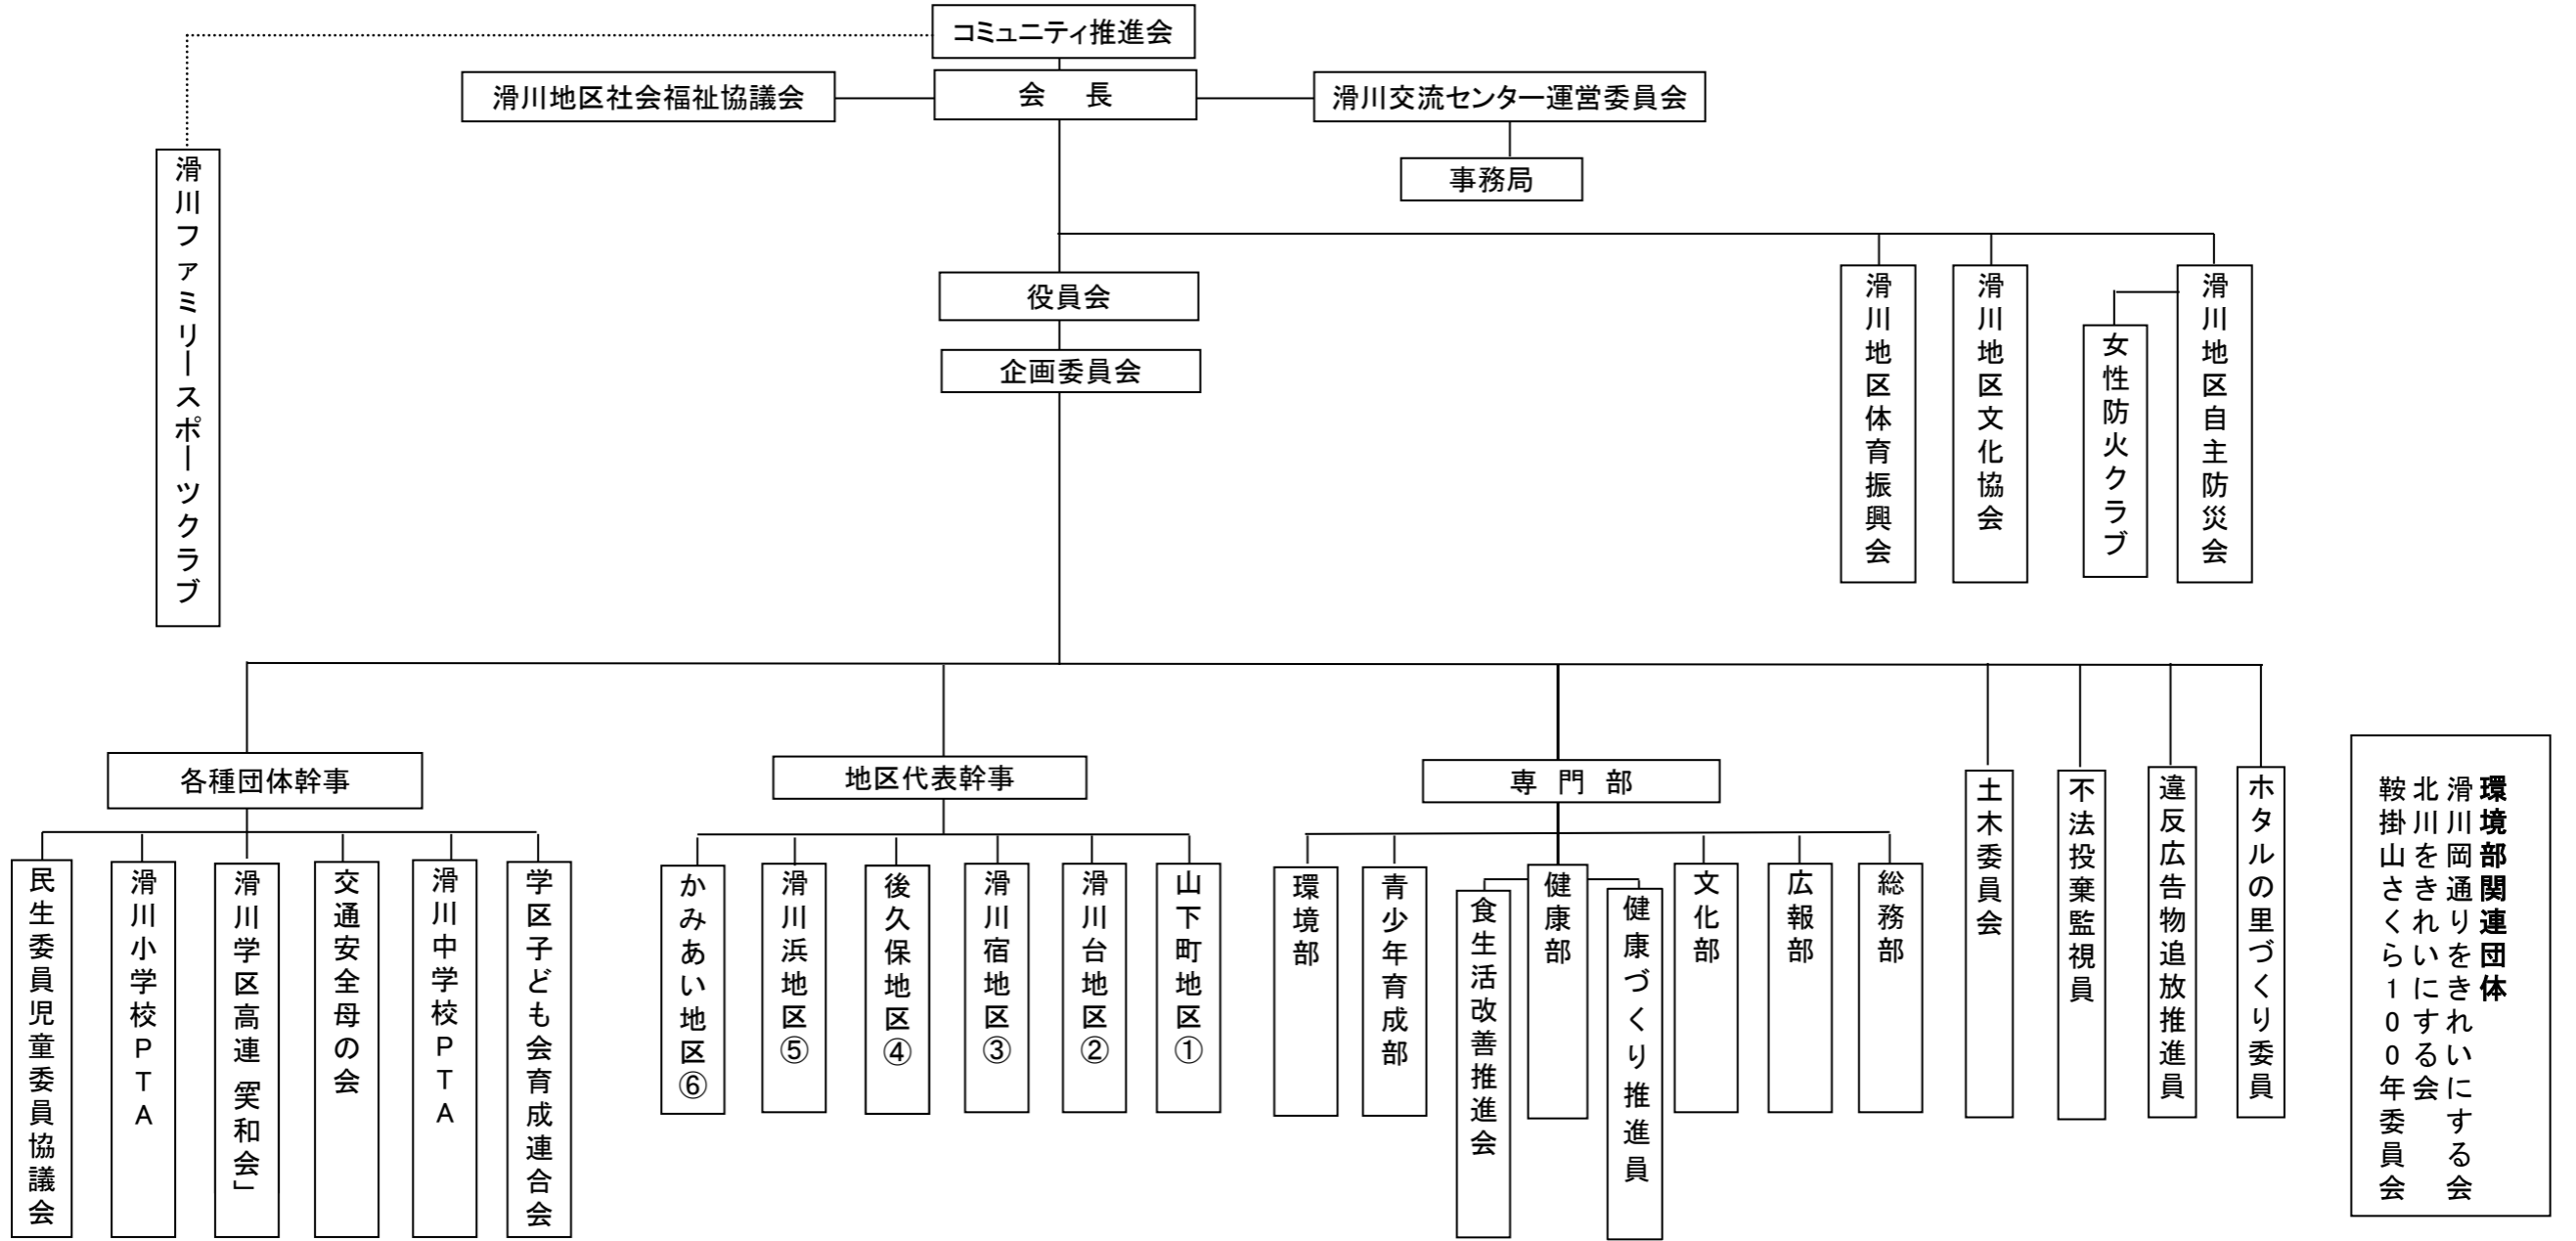 コミュニティ推進会
会　長
滑川地区社会福祉協議会
滑川交流センター運営委員会
事務局
滑川ファミリースポーツクラブ
役員会
企画委員会
滑川地区体育振興会
滑川地区文化協会
女性防火クラブ
滑川地区自主防災会
各種団体幹事
地区代表幹事
専　門　部
民生委員児童委員協議会
滑川小学校PTA
滑川学区高連「笑和会」
交通安全母の会
滑川中学校PTA
学区子ども会育成連合会
かみあい地区⑥
滑川浜地区⑤
後久保地区④
滑川宿地区③
滑川台地区②
山下町地区①
環境部
青少年育成部
食生活改善推進会
健康部
健康づくり推進員
文化部
広報部
総務部
土木委員会
不法投棄監視員
違反広告物追放推進員
ホタルの里づくり委員
環境部関連団体
滑川岡通りをきれいにする会
北川をきれいにする会
鞍掛山さくら100年委員会